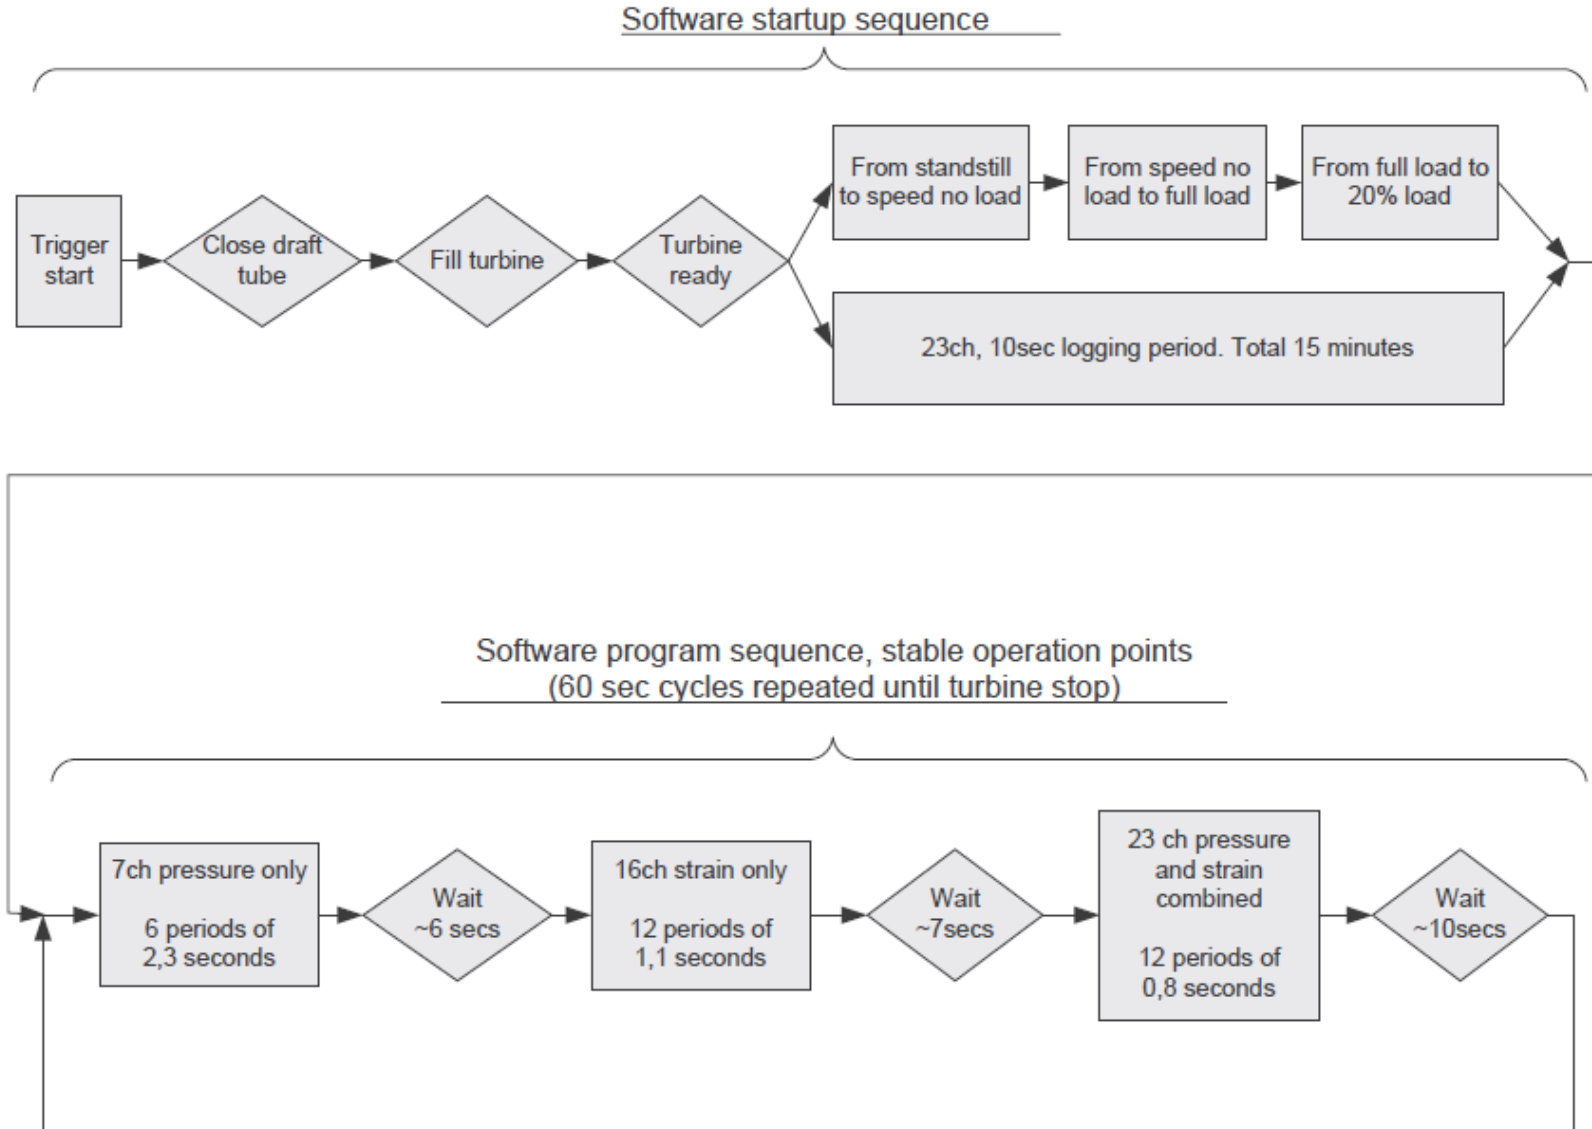 Software startup sequence
Trigger
start
Close draft
tube
Fill turbine
Turbine
ready
From standstill
to speed no load
From speed no
load to full load
From full load to
20% load
23ch, 10sec logging period. Total 15 minutes
Software program sequence, stable operation points
(60 sec cycles repeated until turbine stop)
7ch pressure only
6 periods of
2,3 seconds
Wait
~6 secs
16ch strain only
12 periods of
1,1 seconds
Wait
~7secs
23 ch pressure
and strain
combined
12 periods of
0,8 seconds
Wait
~10secs